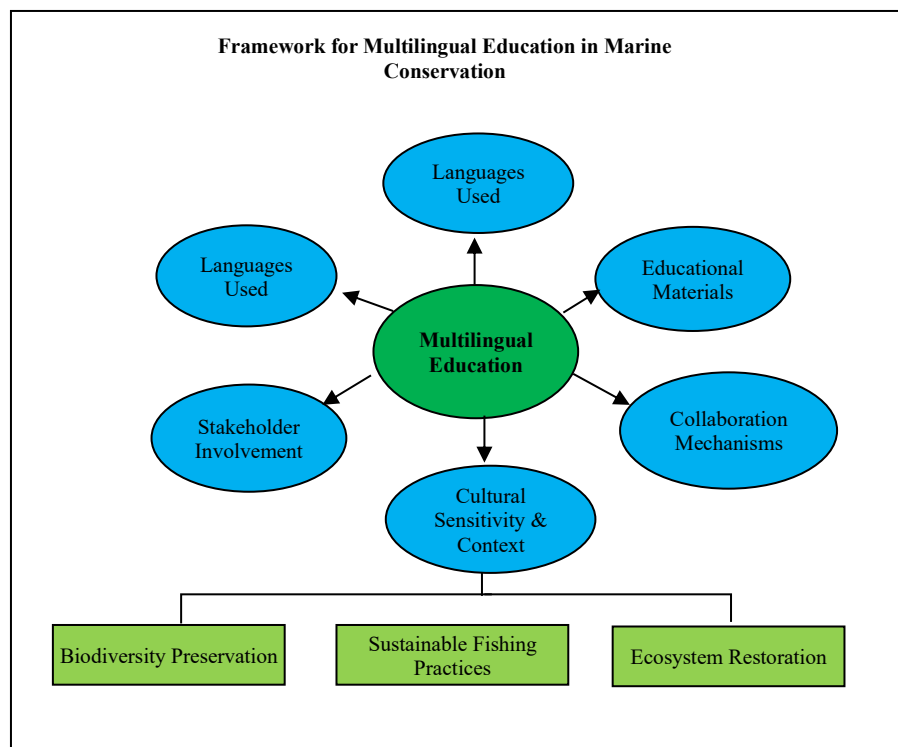 Framework for Multilingual Education in Marine
Conservation
Languages
Used
Languages
Used
Educational
Materials
Multilingual
Education
Stakeholder
Involvement
Collaboration
Mechanisms
Cultural
Sensitivity &
Context
Biodiversity Preservation
Sustainable Fishing
Practices
Ecosystem Restoration